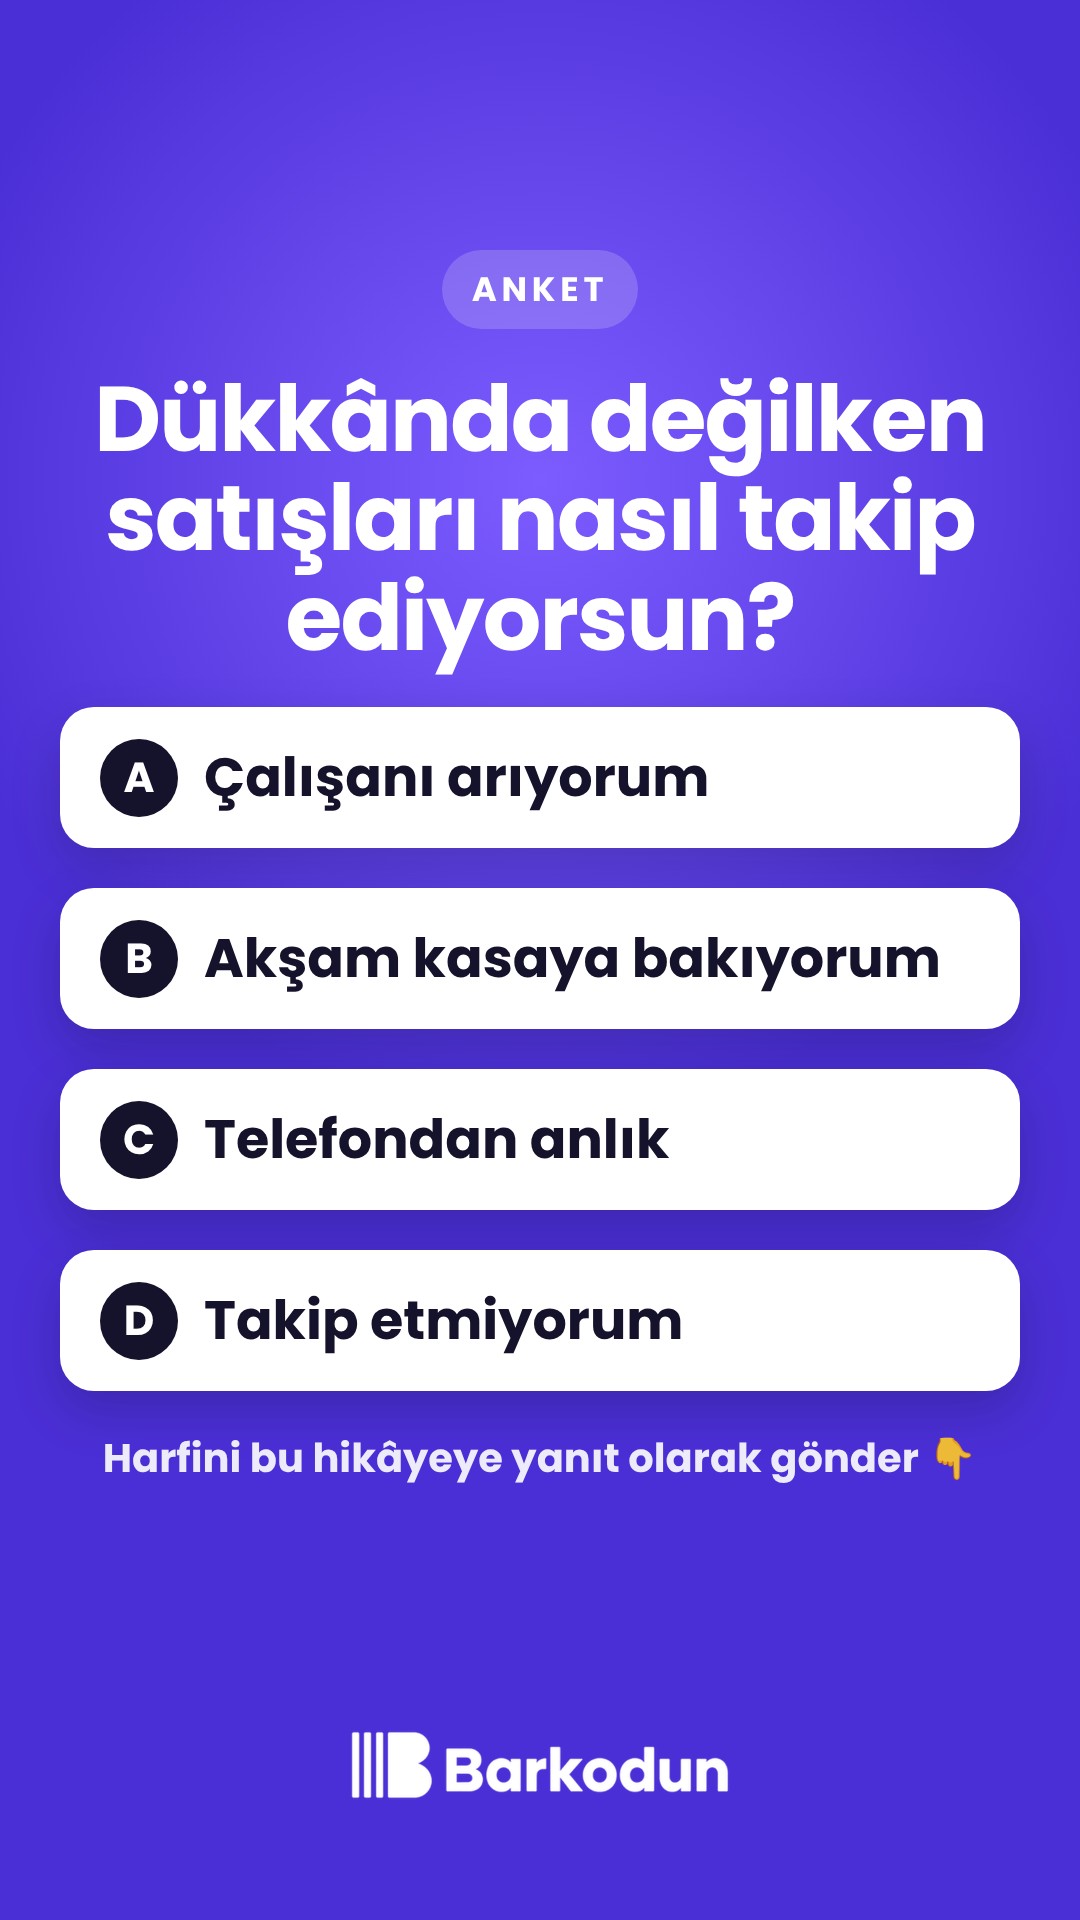 ANKET
Dükkânda değilken
satışları nasıl takip
ediyorsun?
A Çalışanı arıyorum
B Akşam kasaya bakıyorum
C Telefondan anlık
D Takip etmiyorum
Harfini bu hikâyeye yanıt olarak gönder 👇
Barkodun